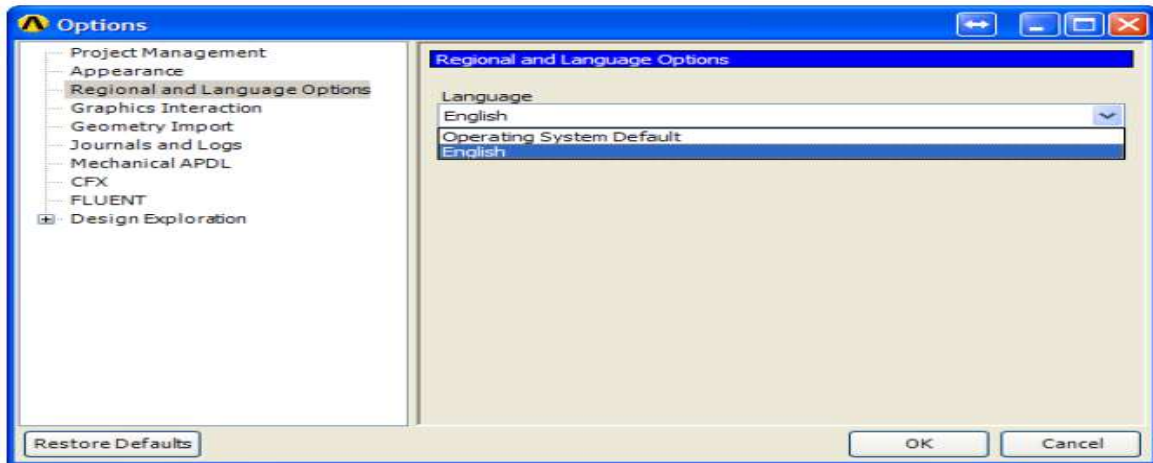 Options
Project Management
Appearance
Regional and Language Options
Graphics Interaction
Geometry Import
Journals and Logs
Mechanical APDL
CFX
FLUENT
Design Exploration
Regional and Language Options
Language
English
Operating System Default
English
Restore Defaults
OK
Cancel